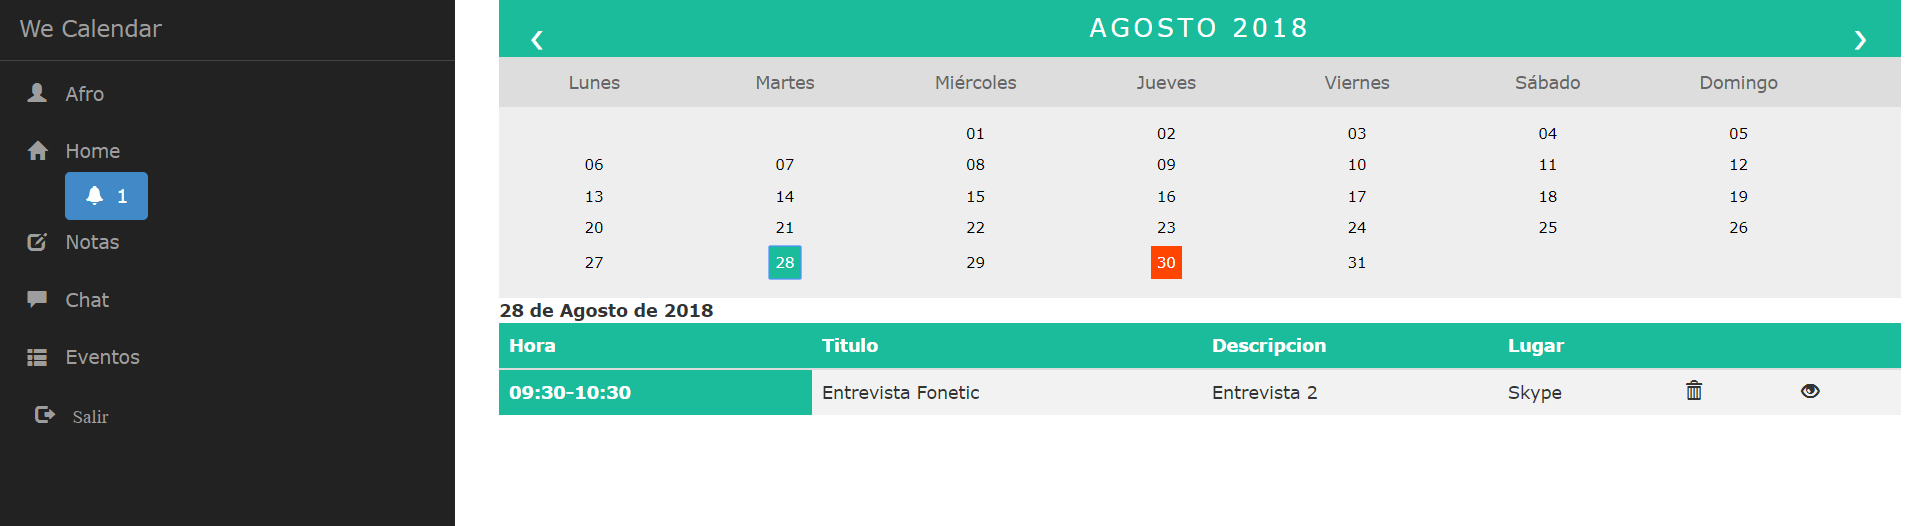 We Calendar
Afro
Home
1
Notas
Chat
Eventos
Salir
AGOSTO 2018
Lunes Martes Miércoles Jueves Viernes Sábado Domingo
01 02 03 04 05
06 07 08 09 10 11 12
13 14 15 16 17 18 19
20 21 22 23 24 25 26
27 28 29 30 31
28 de Agosto de 2018
Hora Titulo Descripcion Lugar
09:30-10:30 Entrevista Fonetic Entrevista 2 Skype